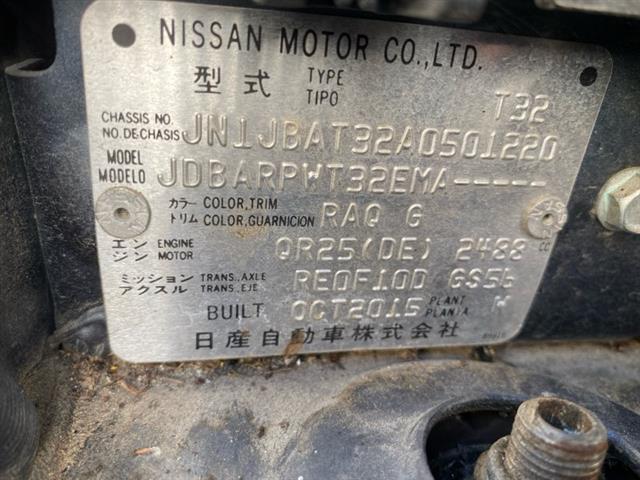 NISSAN MOTOR CO.,LTD.
型式 TYPE TIPO T32
CHASSIS NO. NO.DE.CHASIS JN1JBAT32A0501220
MODEL MODELO JDBARPWT32EMA-----
カラー COLOR,TRIM
トリム COLOR,GUARNICION RAQ G
エンジン ENGINE MOTOR QR25(DE) 2488 CC
ミッション TRANS.,AXLE
アクスル TRANS.,EJE RE0F10D GS56
BUILT OCT2015 PLANT PLANTA W
日産自動車株式会社